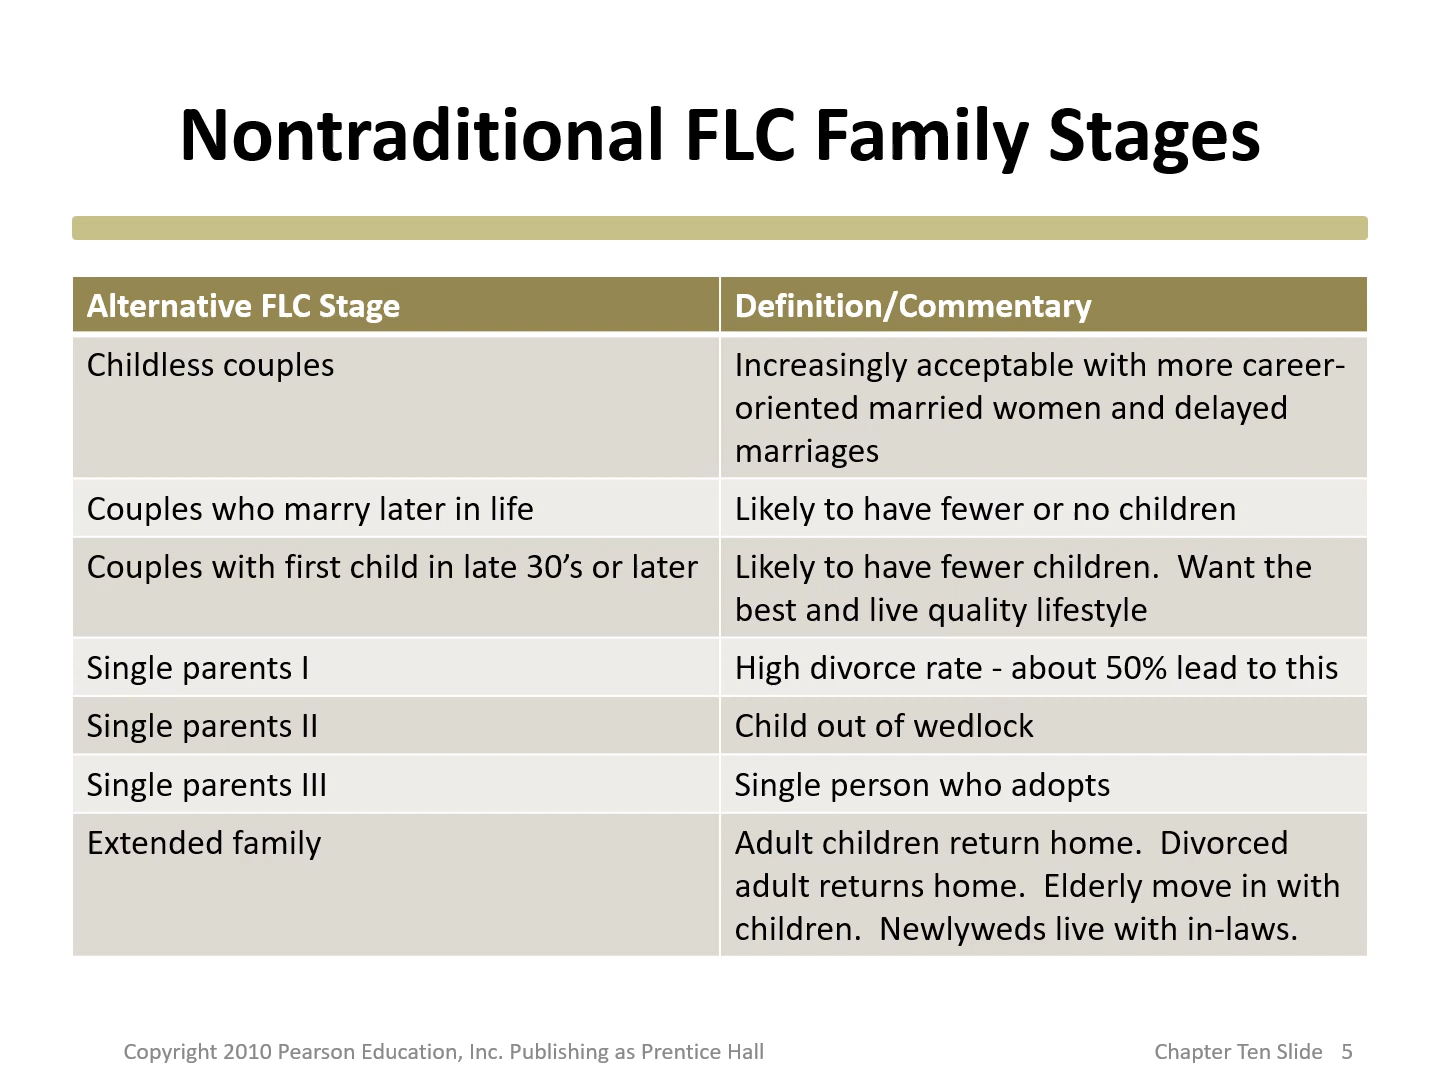 Nontraditional FLC Family Stages
Alternative FLC Stage
Definition/Commentary
Childless couples
Increasingly acceptable with more career-
oriented married women and delayed
marriages
Couples who marry later in life
Likely to have fewer or no children
Couples with first child in late 30’s or later
Likely to have fewer children.  Want the
best and live quality lifestyle
Single parents I
High divorce rate - about 50% lead to this
Single parents II
Child out of wedlock
Single parents III
Single person who adopts
Extended family
Adult children return home.  Divorced
adult returns home.  Elderly move in with
children.  Newlyweds live with in-laws.
Copyright 2010 Pearson Education, Inc. Publishing as Prentice Hall
Chapter Ten Slide   5